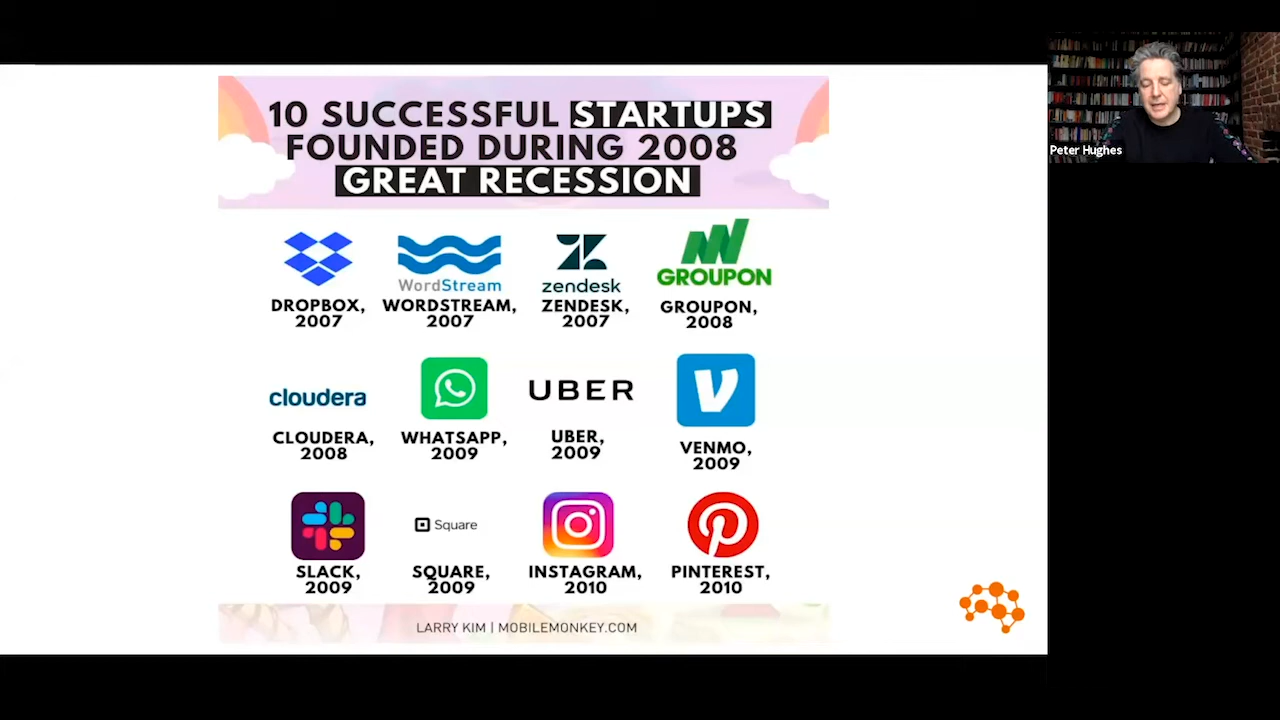 10 SUCCESSFUL STARTUPS
FOUNDED DURING 2008
GREAT RECESSION
Peter Hughes
WordStream
zendesk
GROUPON
DROPBOX,
2007
WORDSTREAM,
2007
ZENDESK,
2007
GROUPON,
2008
cloudera
UBER
CLOUDERA,
2008
WHATSAPP,
2009
UBER,
2009
VENMO,
2009
Square
SLACK,
2009
SQUARE,
2009
INSTAGRAM,
2010
PINTEREST,
2010
LARRY KIM | MOBILEMONKEY.COM